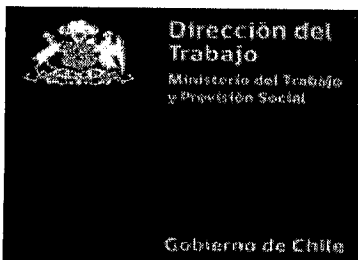 Dirección del
Trabajo
Ministerio del Trabajo
y Previsión Social
Gobierno de Chile